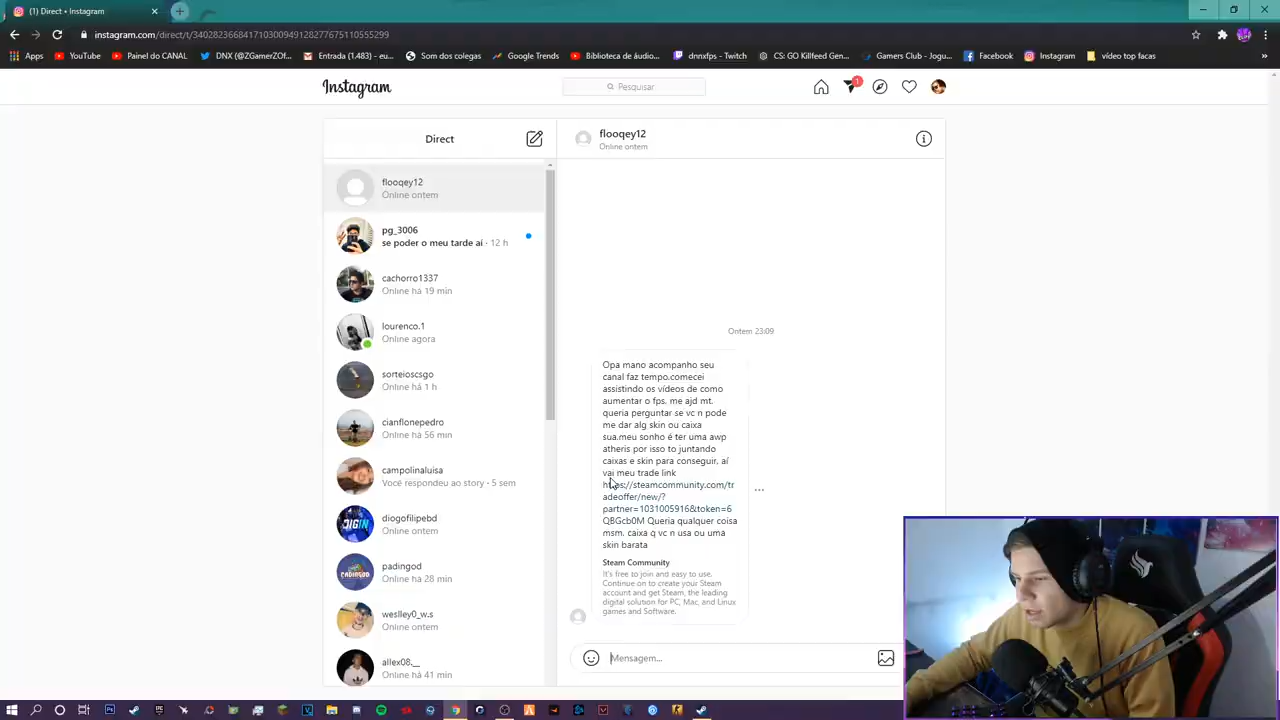 Direct • Instagram
instagram.com/direct/t/340282366841710300949128277675110555299
Apps
YouTube
Painel do CANAL
DNX (@ZGamerZOf...
Entrada (1.483) - eu...
Som dos colegas
Google Trends
Biblioteca de áudio...
dnnxfps - Twitch
CS: GO Killfeed Gen...
Gamers Club - Jogu...
Facebook
Instagram
vídeo top facas
Instagram
Pesquisar
1
Direct
flooqey12
Online ontem
flooqey12
Online ontem
pg_3006
se poder o meu tarde aí · 12 h
cachorro1337
Online há 19 min
lourenco.1
Online agora
sorteioscsgo
Online há 1 h
cianflonepedro
Online há 56 min
campolinaluisa
Você respondeu ao story · 5 sem
diogofilipebd
Online ontem
padingod
Online há 28 min
weslley0_w.s
Online ontem
allex08.__
Online há 41 min
Ontem 23:09
Opa mano acompanho seu
canal faz tempo.comecei
assistindo os vídeos de como
aumentar o fps. me ajd mt.
queria perguntar se vc n pode
me dar alg skin ou caixa
sua.meu sonho é ter uma awp
atheris por isso to juntando
caixas e skin para conseguir, aí
vai meu trade link
https://steamcommunity.com/tr
adeoffer/new/?
partner=1031005916&token=6
QBGcb0M Queria qualquer coisa
msm. caixa q vc n usa ou uma
skin barata
Steam Community
It's free to join and easy to use.
Continue on to create your Steam
account and get Steam, the leading
digital solution for PC, Mac, and Linux
games and Software.
Mensagem...